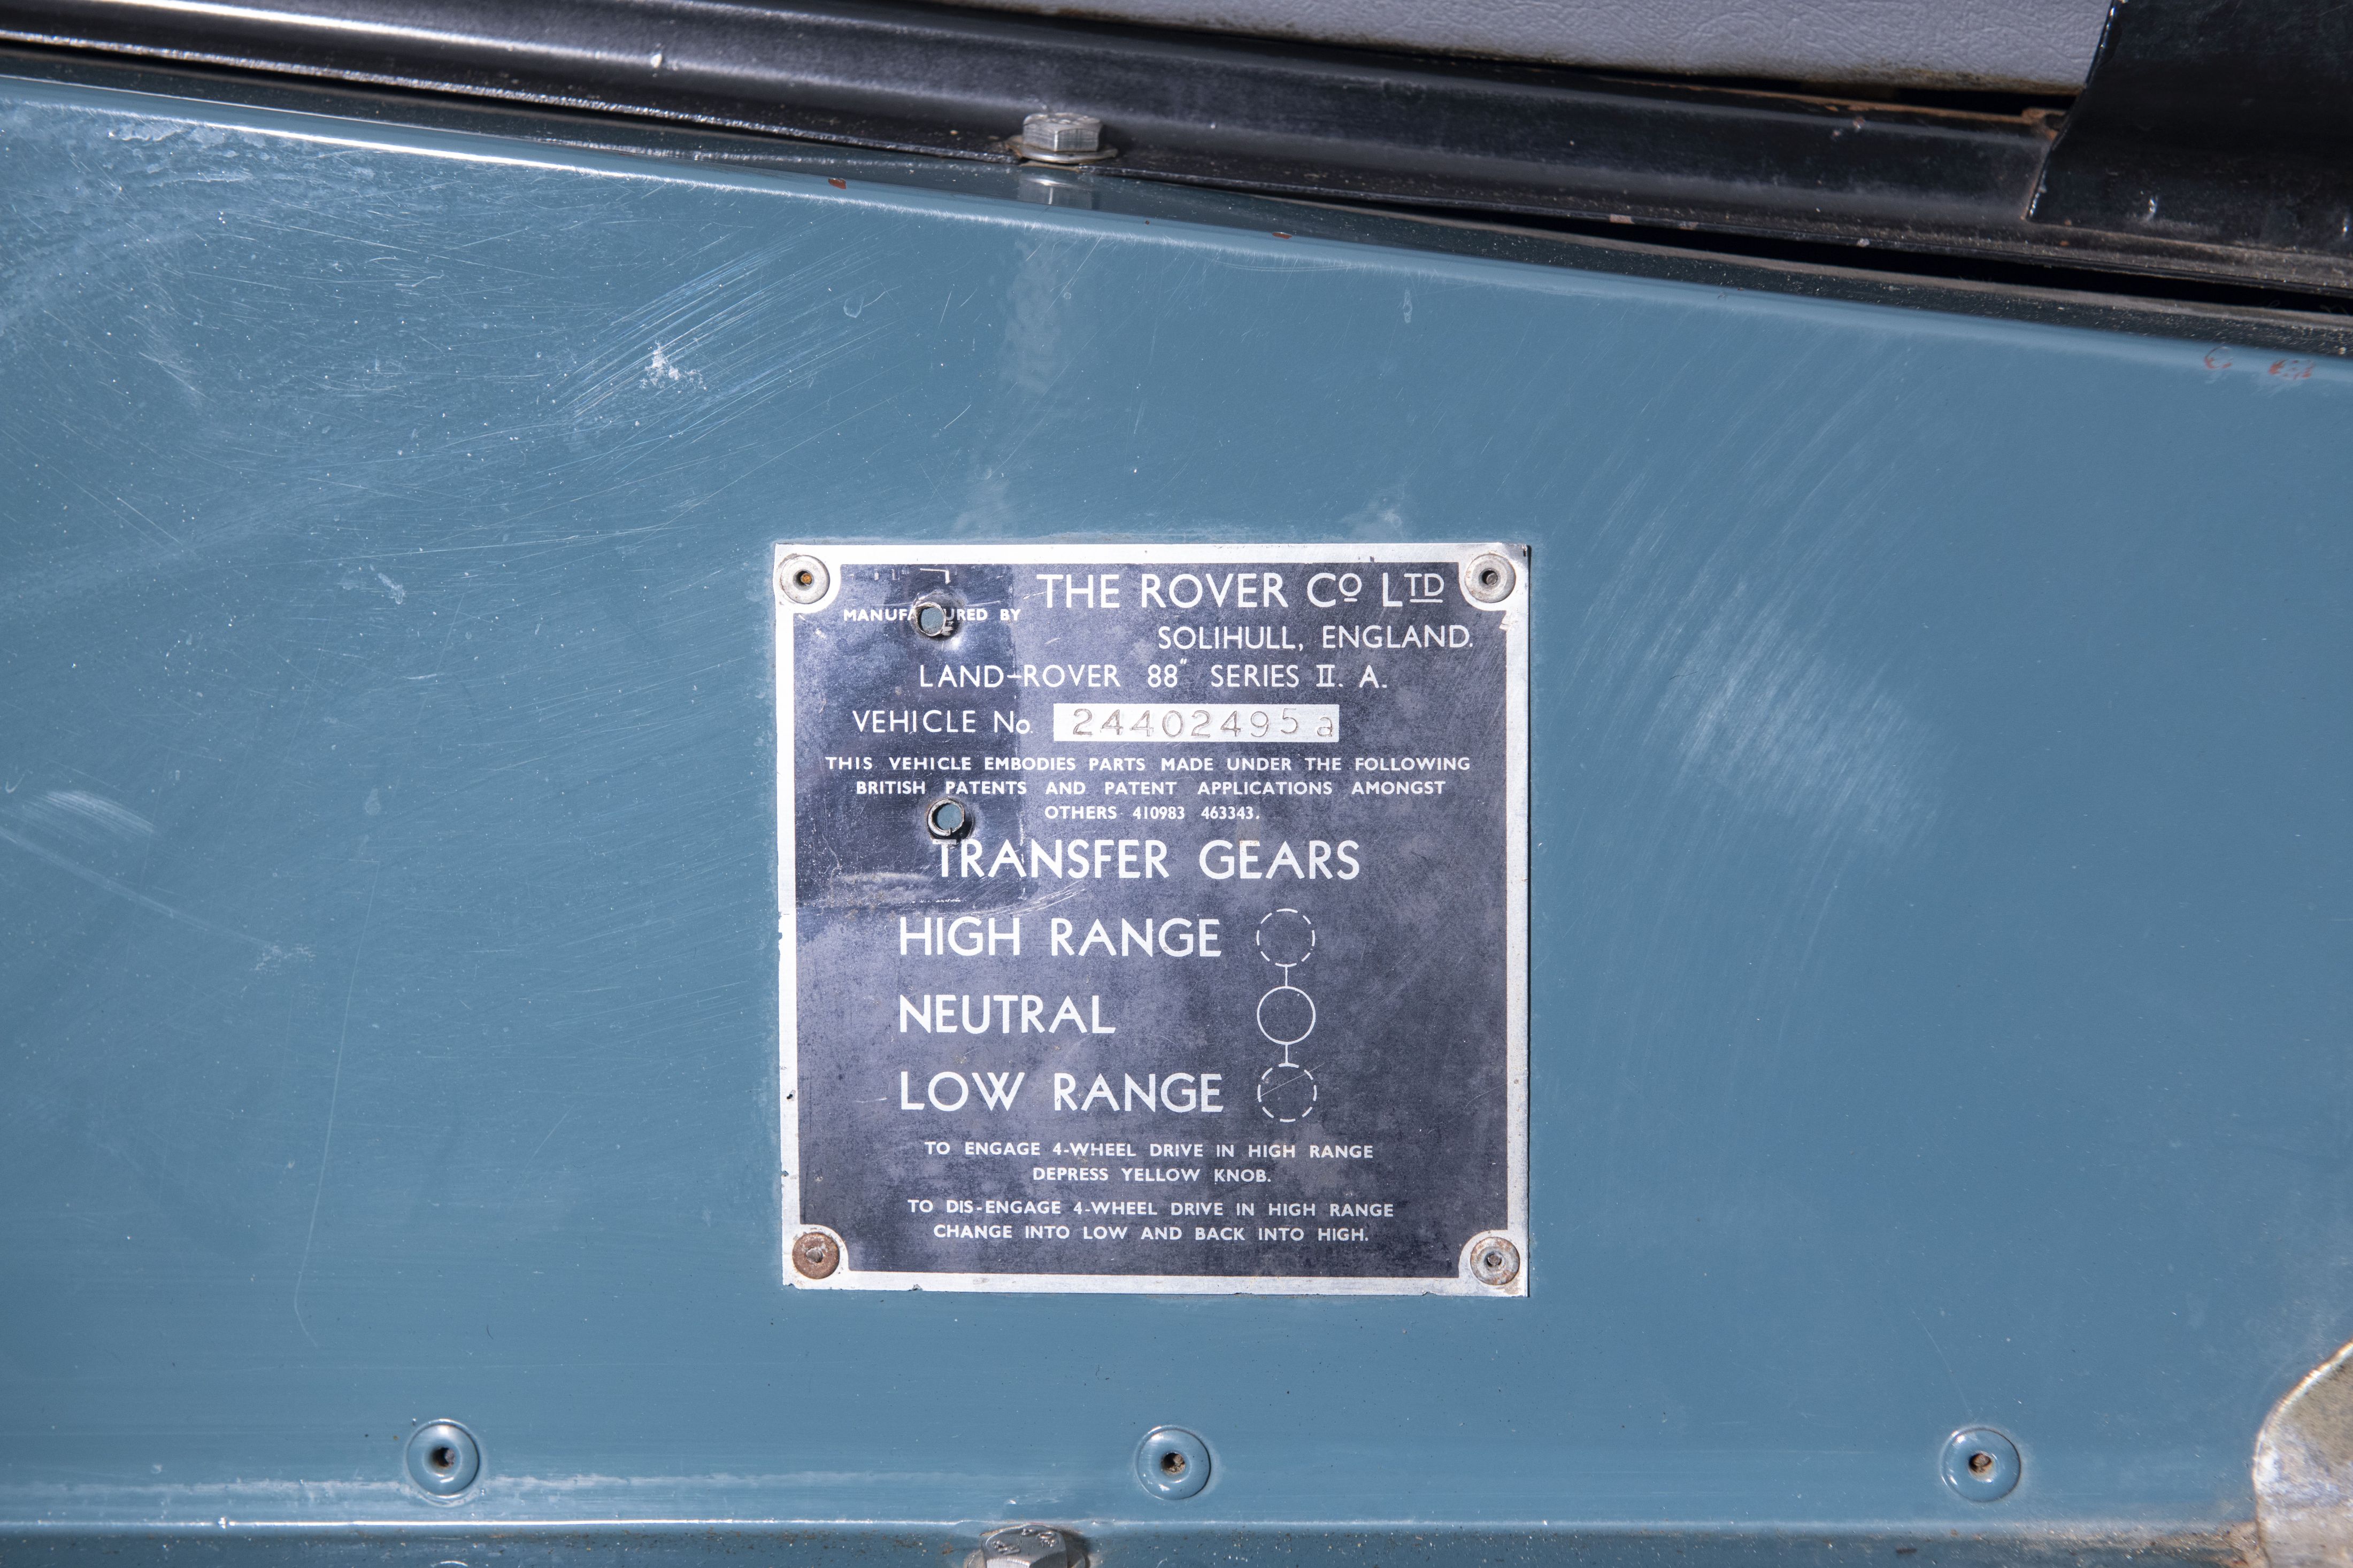 THE ROVER Co LTD
MANUFA URED BY
SOLIHULL, ENGLAND.
LAND-ROVER 88" SERIES II. A.
VEHICLE No. 24402495a
THIS VEHICLE EMBODIES PARTS MADE UNDER THE FOLLOWING
BRITISH PATENTS AND PATENT APPLICATIONS AMONGST
OTHERS 410983 463343.
TRANSFER GEARS
HIGH RANGE
NEUTRAL
LOW RANGE
TO ENGAGE 4-WHEEL DRIVE IN HIGH RANGE
DEPRESS YELLOW KNOB.
TO DIS-ENGAGE 4-WHEEL DRIVE IN HIGH RANGE
CHANGE INTO LOW AND BACK INTO HIGH.